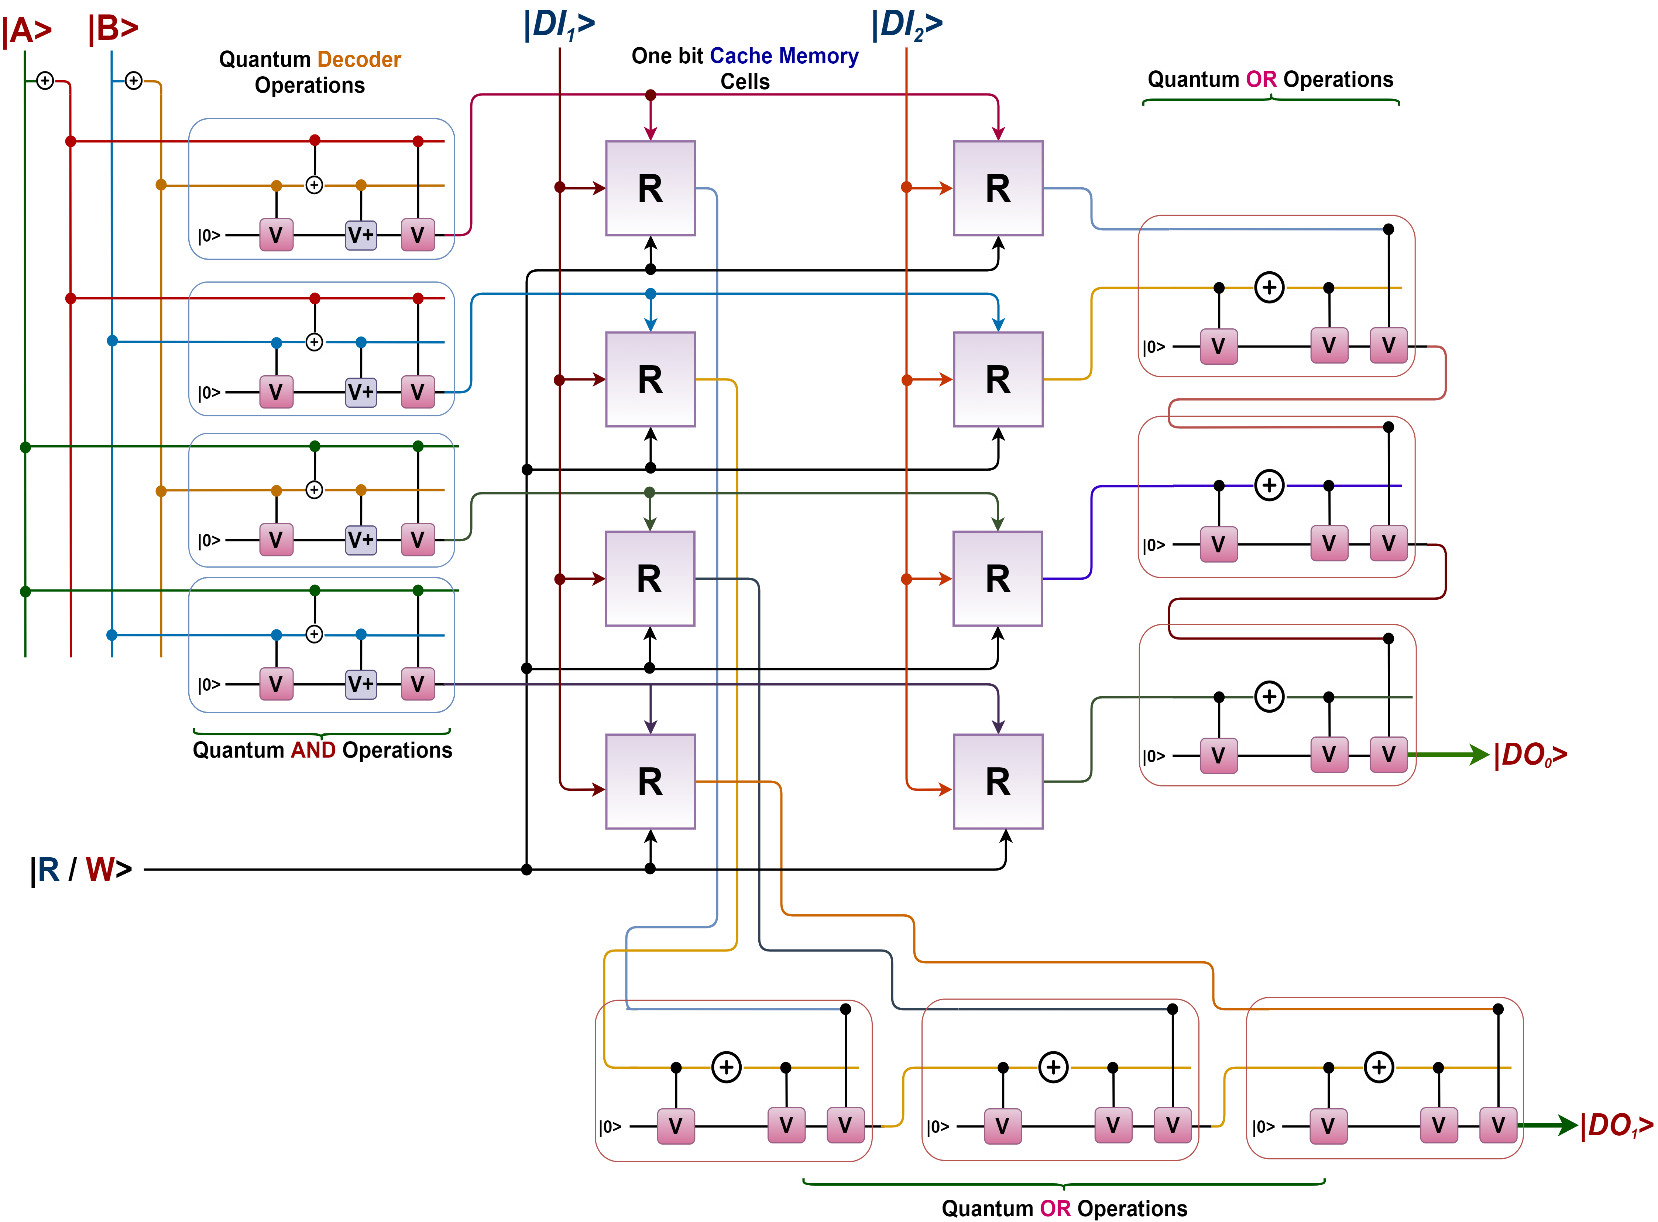 |A>
|B>
|DI₁>
|DI₂>
Quantum Decoder
Operations
One bit Cache Memory
Cells
Quantum OR Operations
R
R
|0>
V
V+
V
|0>
V
V
V
R
R
|0>
V
V+
V
|0>
V
V
V
R
R
|0>
V
V+
V
|0>
V
V
V
|DO₀>
R
R
|0>
V
V+
V
Quantum AND Operations
|R / W>
|0>
V
V
V
|0>
V
V
V
|0>
V
V
V
|DO₁>
Quantum OR Operations